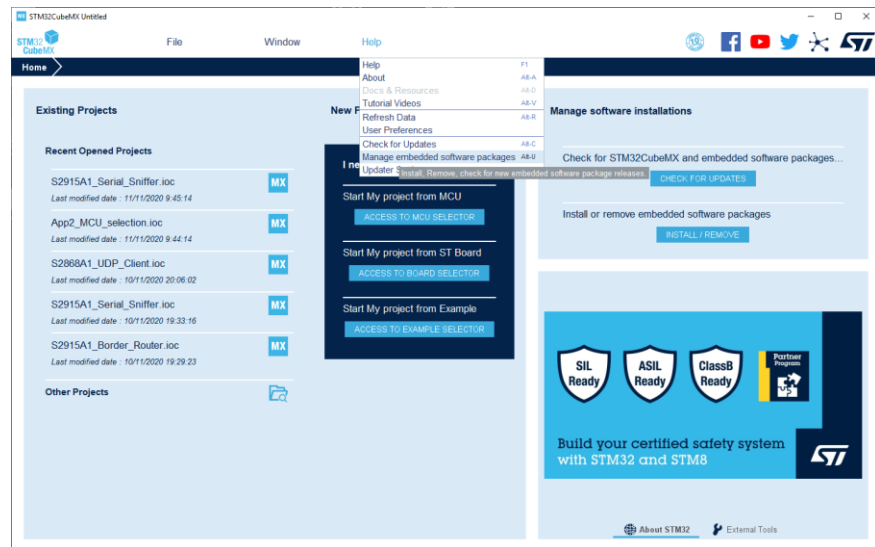 MX STM32CubeMX Untitled
STM32
CubeMX
File
Window
Help
Home
Help F1
About Alt-A
Docs & Resources Alt-D
Tutorial Videos Alt-V
Refresh Data Alt-R
User Preferences
Check for Updates Alt-C
Manage embedded software packages Alt-U
Updater S
Install, Remove, check for new embedded software package releases.
Existing Projects
Recent Opened Projects
S2915A1_Serial_Sniffer.ioc MX
Last modified date : 11/11/2020 9:45:14
App2_MCU_selection.ioc MX
Last modified date : 11/11/2020 9:44:14
S2868A1_UDP_Client.ioc MX
Last modified date : 10/11/2020 20:06:02
S2915A1_Serial_Sniffer.ioc MX
Last modified date : 10/11/2020 19:33:16
S2915A1_Border_Router.ioc MX
Last modified date : 10/11/2020 19:29:23
Other Projects
New P
I nee
Start My project from MCU
ACCESS TO MCU SELECTOR
Start My project from ST Board
ACCESS TO BOARD SELECTOR
Start My project from Example
ACCESS TO EXAMPLE SELECTOR
Manage software installations
Check for STM32CubeMX and embedded software packages...
CHECK FOR UPDATES
Install or remove embedded software packages
INSTALL / REMOVE
SIL
Ready
ASIL
Ready
ClassB
Ready
Partner
Program
Build your certified safety system
with STM32 and STM8
ST
About STM32
External Tools